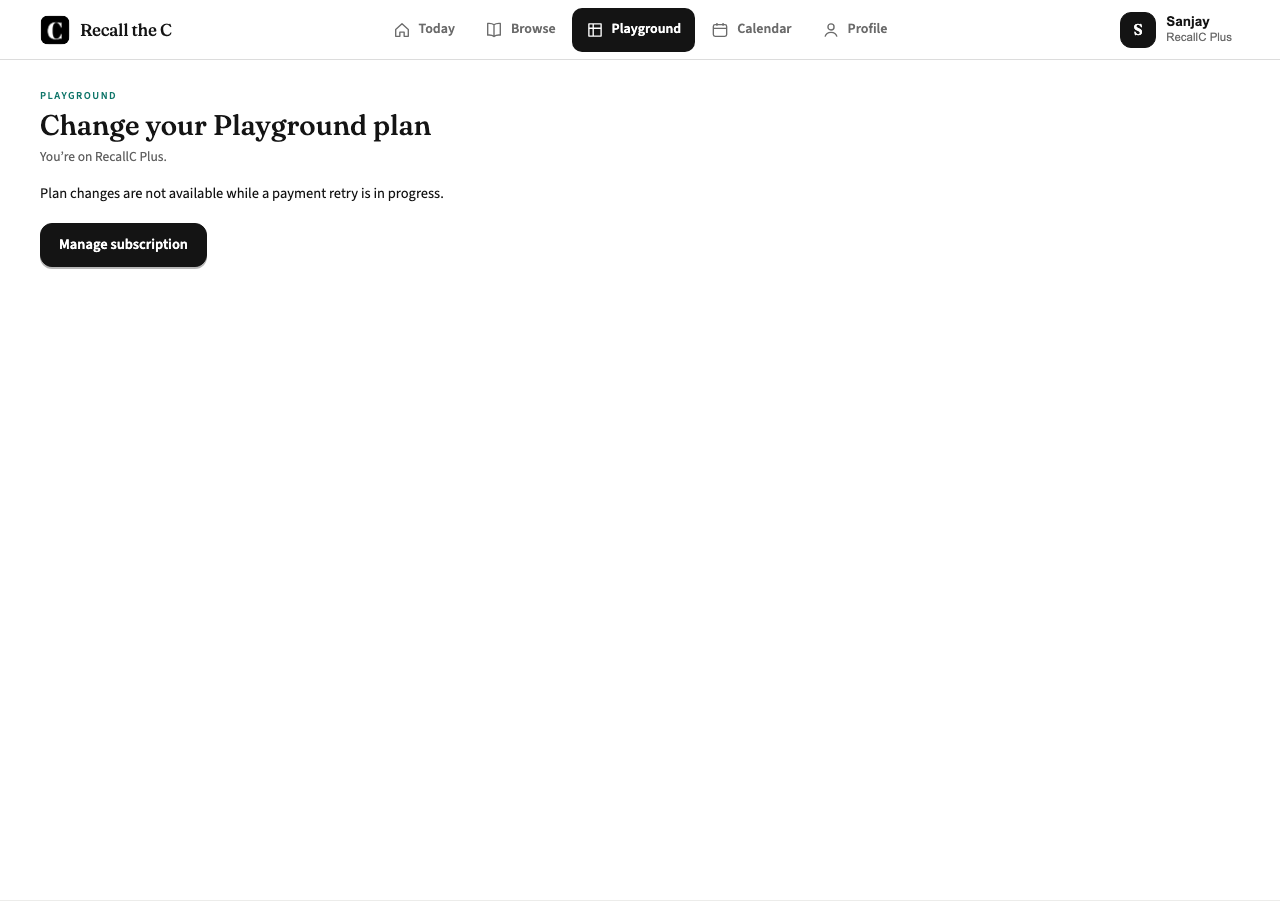 C Recall the C
Today
Browse
Playground
Calendar
Profile
S
Sanjay
RecallC Plus
PLAYGROUND
Change your Playground plan
You're on RecallC Plus.
Plan changes are not available while a payment retry is in progress.
Manage subscription